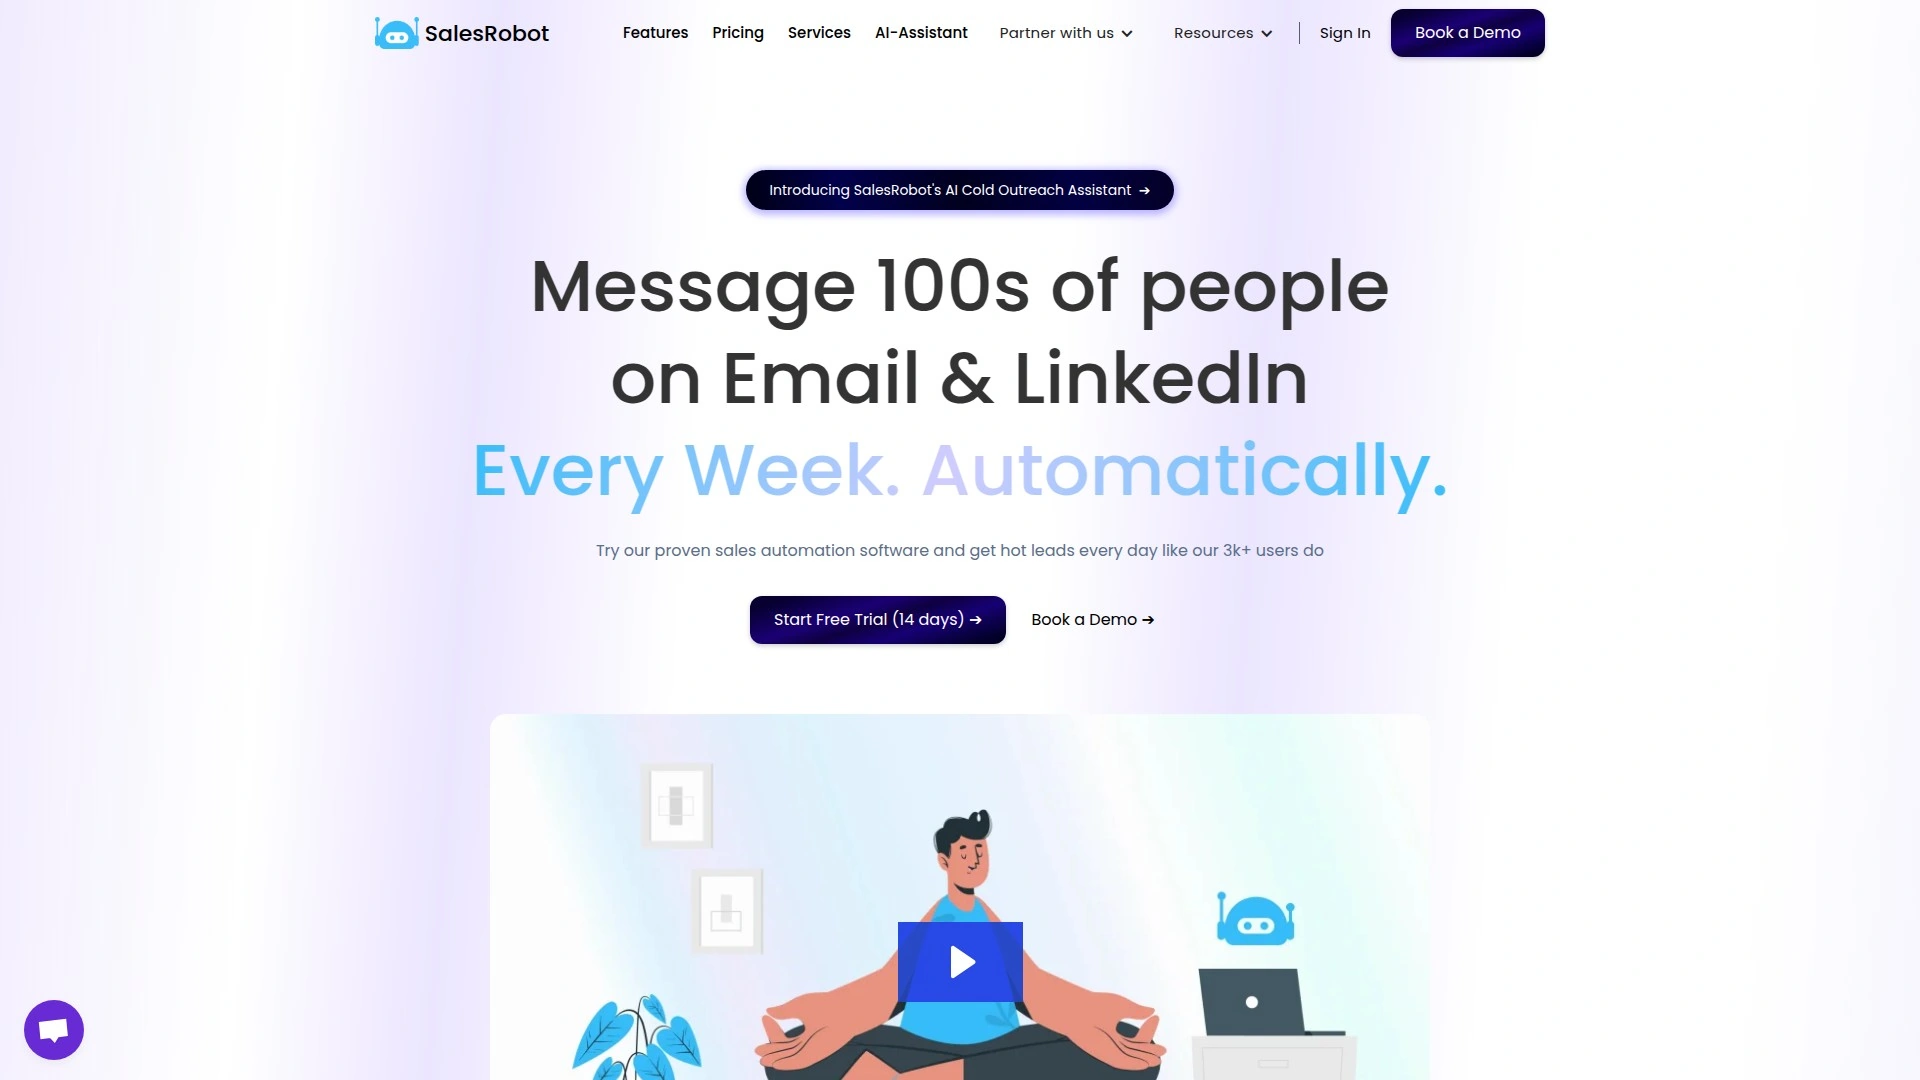 SalesRobot
Features Pricing Services AI-Assistant Partner with us Resources Sign In Book a Demo
Introducing SalesRobot's AI Cold Outreach Assistant ➔
Message 100s of people
on Email & LinkedIn
Every Week. Automatically.
Try our proven sales automation software and get hot leads every day like our 3k+ users do
Start Free Trial (14 days) ➔ Book a Demo ➔